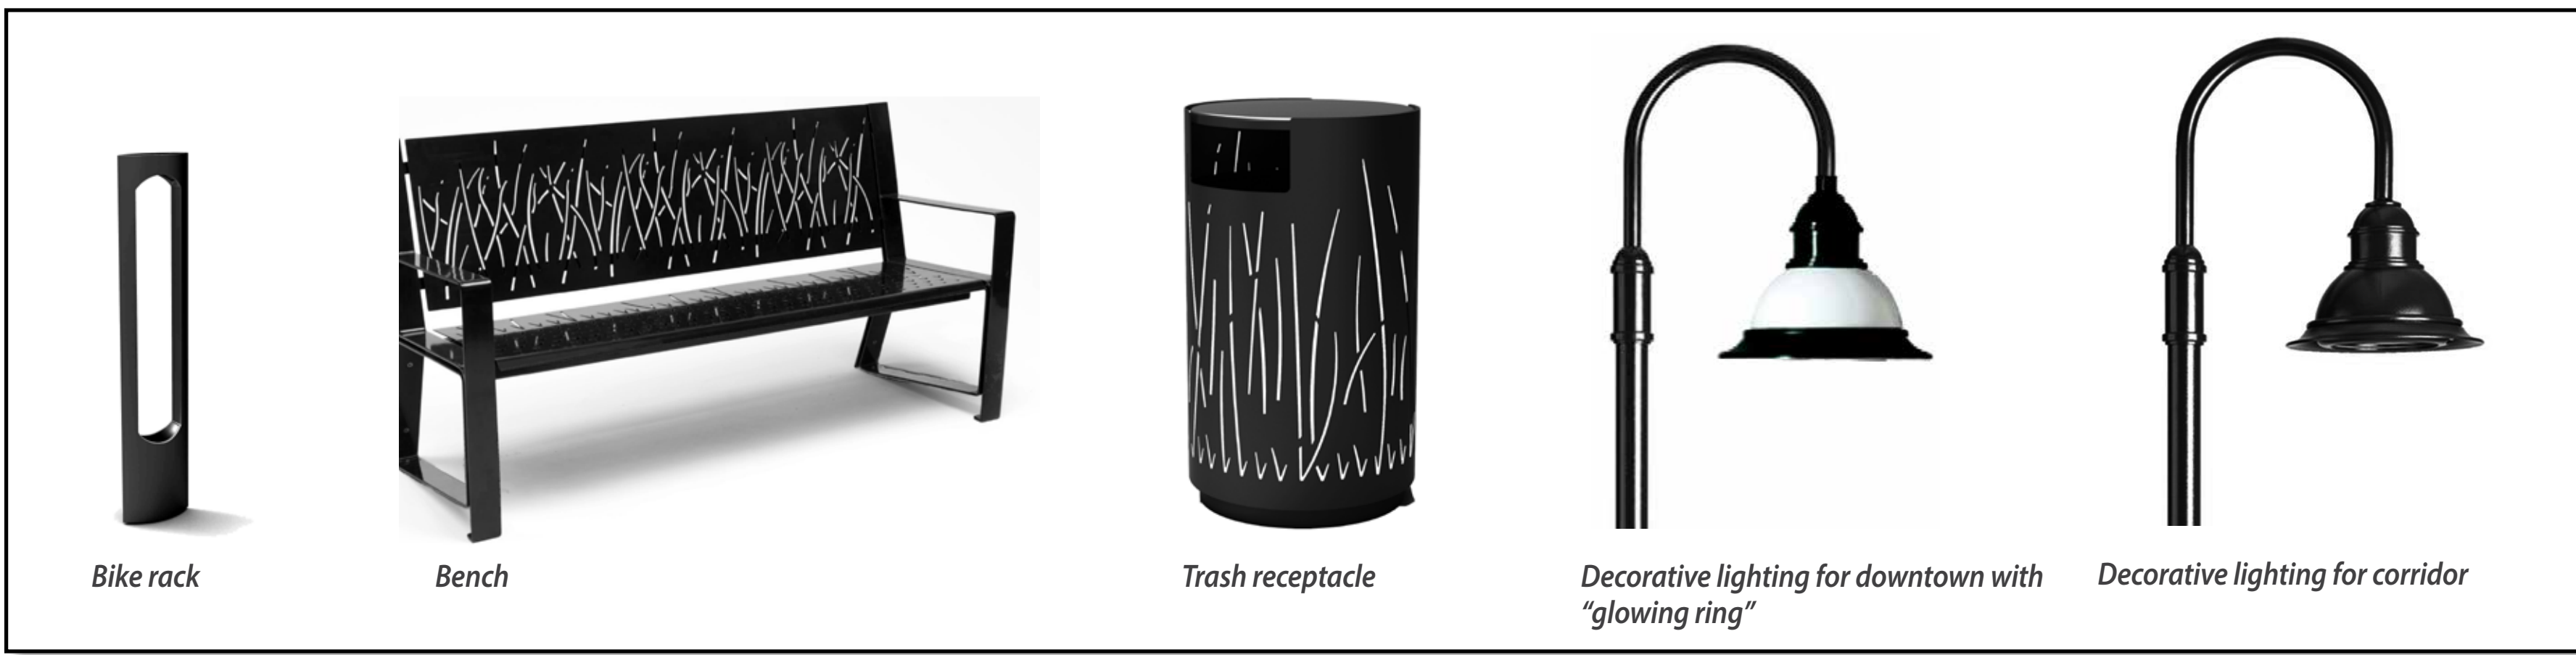 Bike rack
Bench
Trash receptacle
Decorative lighting for downtown with
“glowing ring”
Decorative lighting for corridor